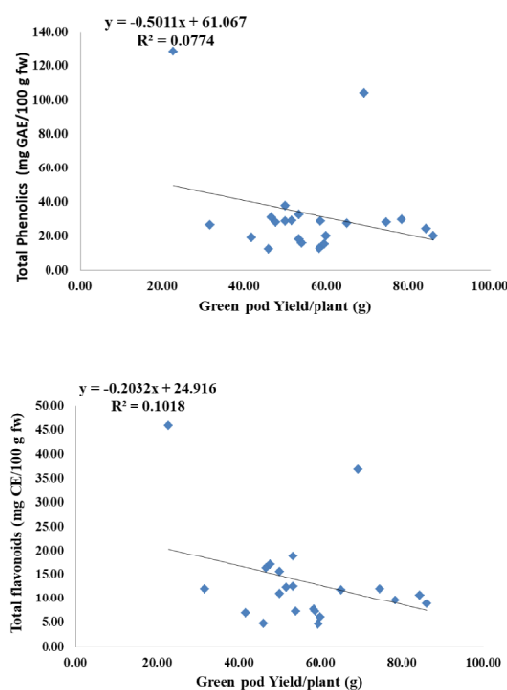 y = -0.5011x + 61.067
R² = 0.0774
140.00
120.00
100.00
80.00
60.00
40.00
20.00
0.00
Total Phenolics (mg GAE/100 g fw)
0.00 20.00 40.00 60.00 80.00 100.00
Green pod Yield/plant (g)
y = -0.2032x + 24.916
R² = 0.1018
5000
4500
4000
3500
3000
2500
2000
1500
1000
500.00
0.00
Total flavonoids (mg CE/100 g fw)
0.00 20.00 40.00 60.00 80.00 100.00
Green pod Yield/plant (g)